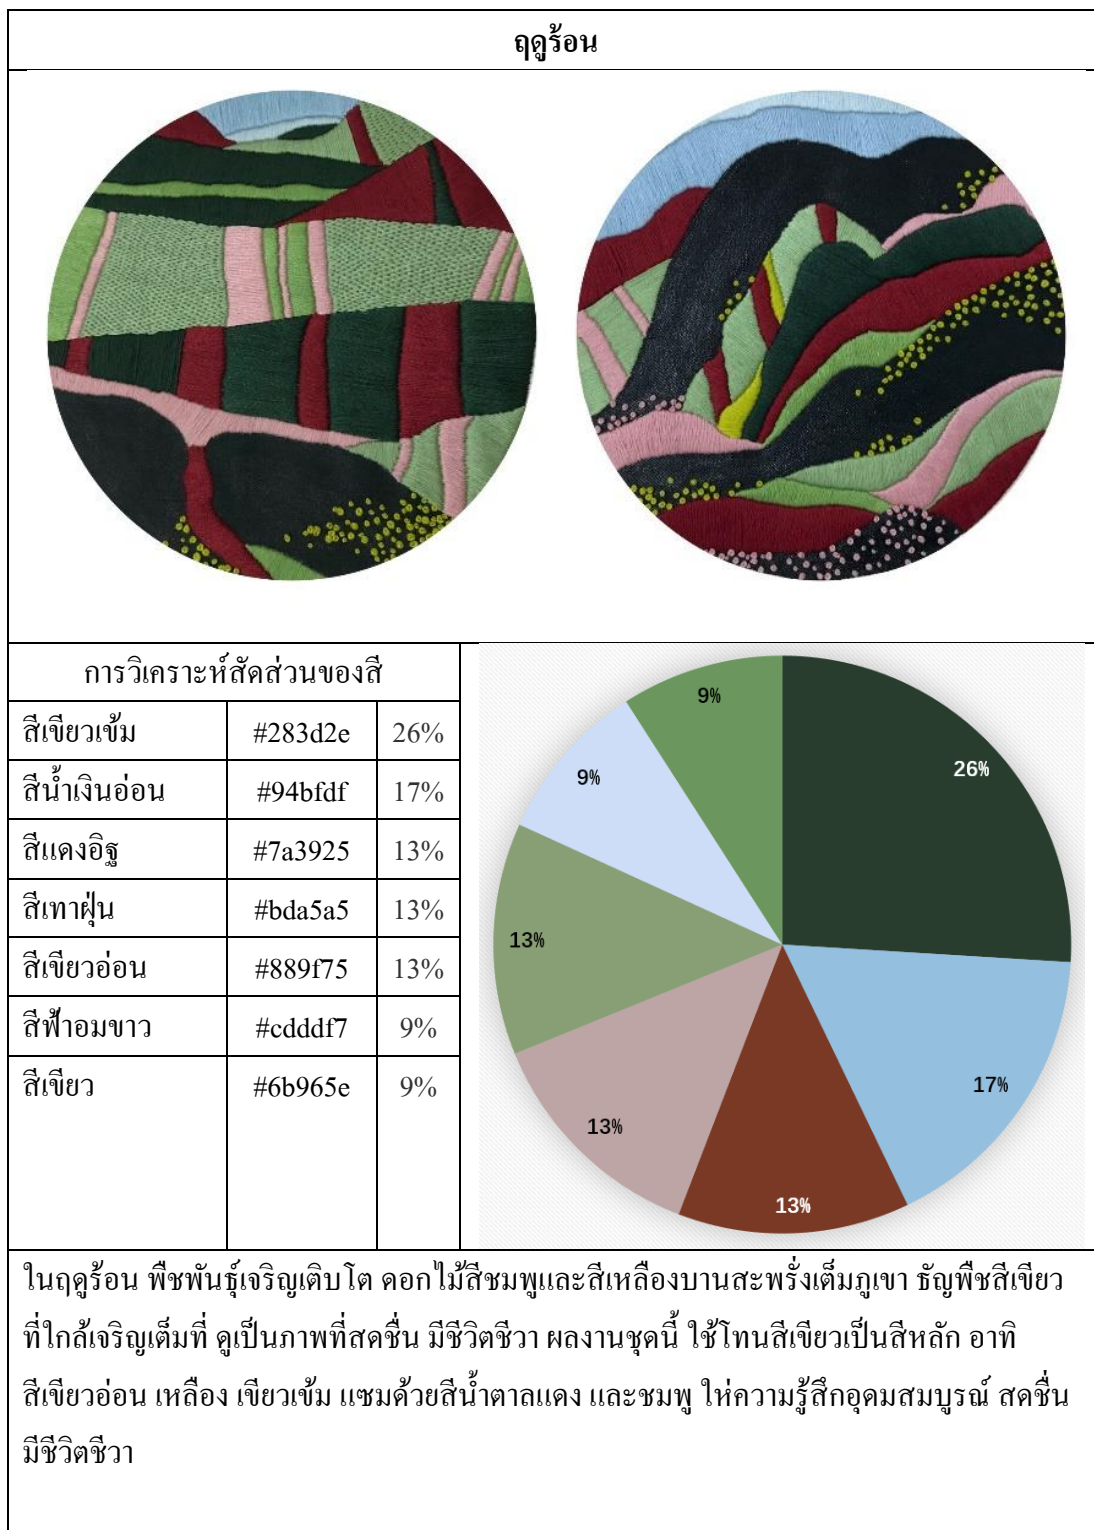 ฤดูร้อน
การวิเคราะห์สัดส่วนของสี
สีเขียวเข้ม #283d2e 26%
สีน้ำเงินอ่อน #94bfdf 17%
สีแดงอิฐ #7a3925 13%
สีเทาฝุ่น #bda5a5 13%
สีเขียวอ่อน #889f75 13%
สีฟ้าอมขาว #cdddf7 9%
สีเขียว #6b965e 9%
9%
26%
9%
13%
17%
13%
13%
ในฤดูร้อน พืชพันธุ์เจริญเติบโต ดอกไม้สีชมพูและสีเหลืองบานสะพรั่งเต็มภูเขา ธัญพืชสีเขียว
ที่ใกล้เจริญเต็มที่ ดูเป็นภาพที่สดชื่น มีชีวิตชีวา ผลงานชุดนี้ ใช้โทนสีเขียวเป็นสีหลัก อาทิ
สีเขียวอ่อน เหลือง เขียวเข้ม แซมด้วยสีน้ำตาลแดง และชมพู ให้ความรู้สึกอุดมสมบูรณ์ สดชื่น
มีชีวิตชีวา